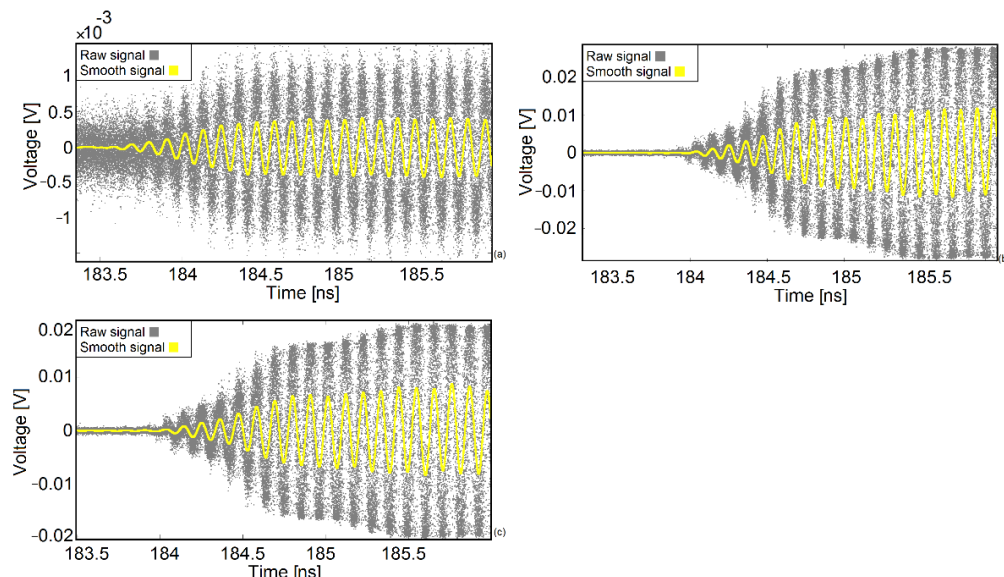 ×10
−3
Raw signal
Smooth signal
1
0.5
0
−0.5
−1
Voltage [V]
183.5 184 184.5 185 185.5
Time [ns]
(a)
Raw signal
Smooth signal
0.02
0.01
0
−0.01
−0.02
Voltage [V]
184 184.5 185 185.5
183.5
Time [ns]
(b
Raw signal
Smooth signal
0.02
0.01
0
−0.01
−0.02
Voltage [V]
183.5 184 184.5 185 185.5
Time [ns]
(c)